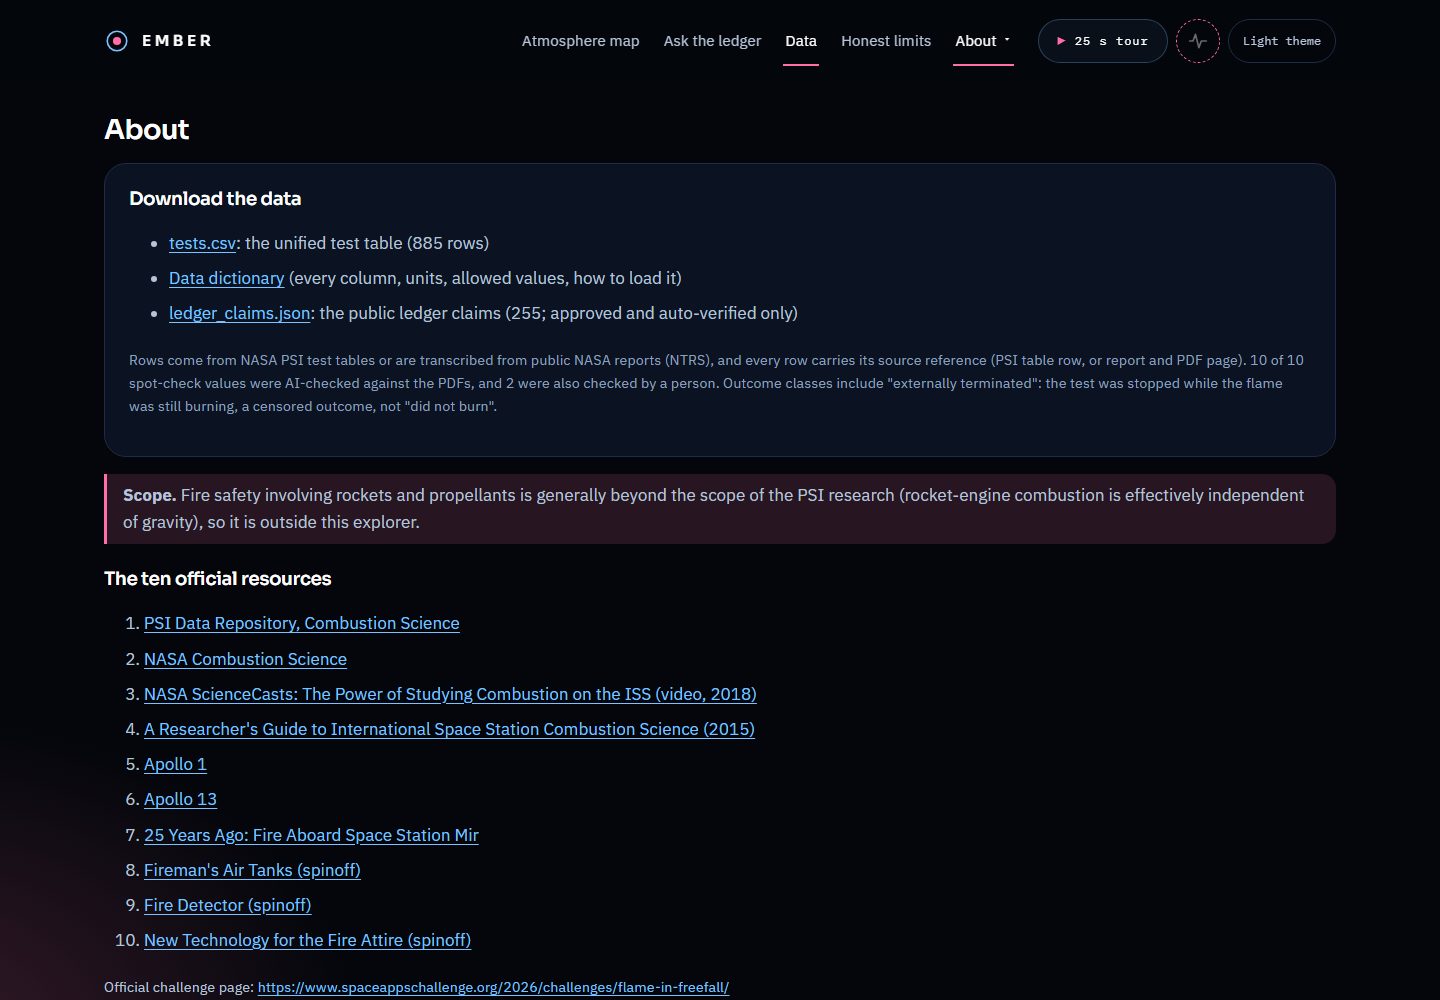 EMBER
Atmosphere map
Ask the ledger
Data
Honest limits
About
25 s tour
Light theme
About
Download the data
tests.csv: the unified test table (885 rows)
Data dictionary (every column, units, allowed values, how to load it)
ledger_claims.json: the public ledger claims (255; approved and auto-verified only)
Rows come from NASA PSI test tables or are transcribed from public NASA reports (NTRS), and every row carries its source reference (PSI table row, or report and PDF page). 10 of 10
spot-check values were AI-checked against the PDFs, and 2 were also checked by a person. Outcome classes include "externally terminated": the test was stopped while the flame
was still burning, a censored outcome, not "did not burn".
Scope. Fire safety involving rockets and propellants is generally beyond the scope of the PSI research (rocket-engine combustion is effectively independent
of gravity), so it is outside this explorer.
The ten official resources
1. PSI Data Repository, Combustion Science
2. NASA Combustion Science
3. NASA ScienceCasts: The Power of Studying Combustion on the ISS (video, 2018)
4. A Researcher's Guide to International Space Station Combustion Science (2015)
5. Apollo 1
6. Apollo 13
7. 25 Years Ago: Fire Aboard Space Station Mir
8. Fireman's Air Tanks (spinoff)
9. Fire Detector (spinoff)
10. New Technology for the Fire Attire (spinoff)
Official challenge page: https://www.spaceappschallenge.org/2026/challenges/flame-in-freefall/